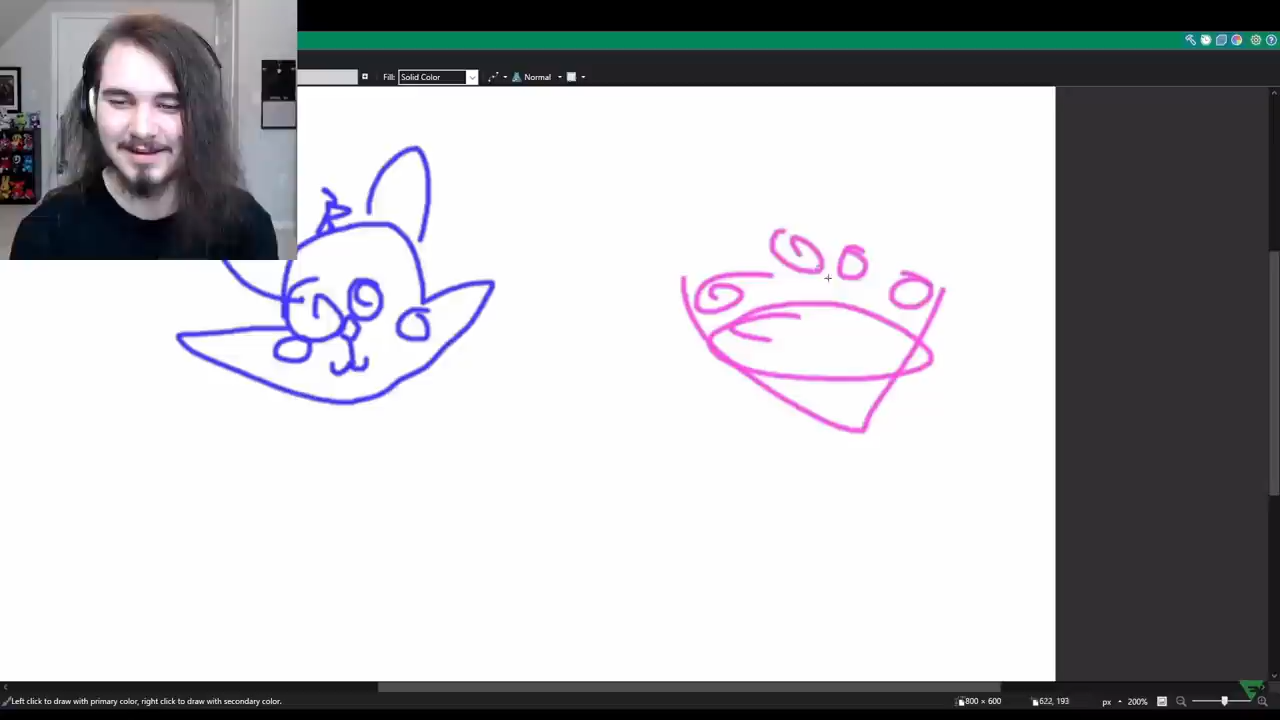 Fill: Solid Color Normal
Left click to draw with primary color, right click to draw with secondary color. 800 × 600 622, 193 px 200%